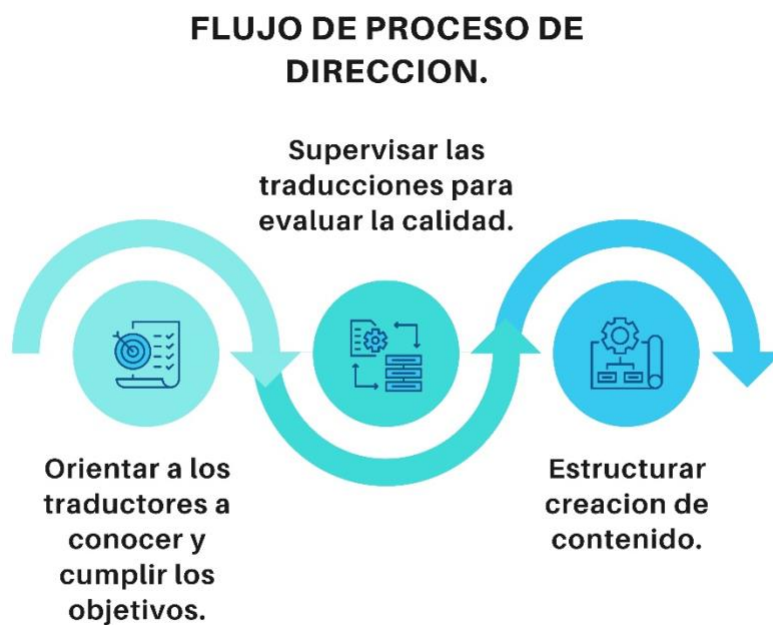 FLUJO DE PROCESO DE
DIRECCION.
Supervisar las
traducciones para
evaluar la calidad.
Orientar a los
traductores a
conocer y
cumplir los
objetivos.
Estructurar
creacion de
contenido.